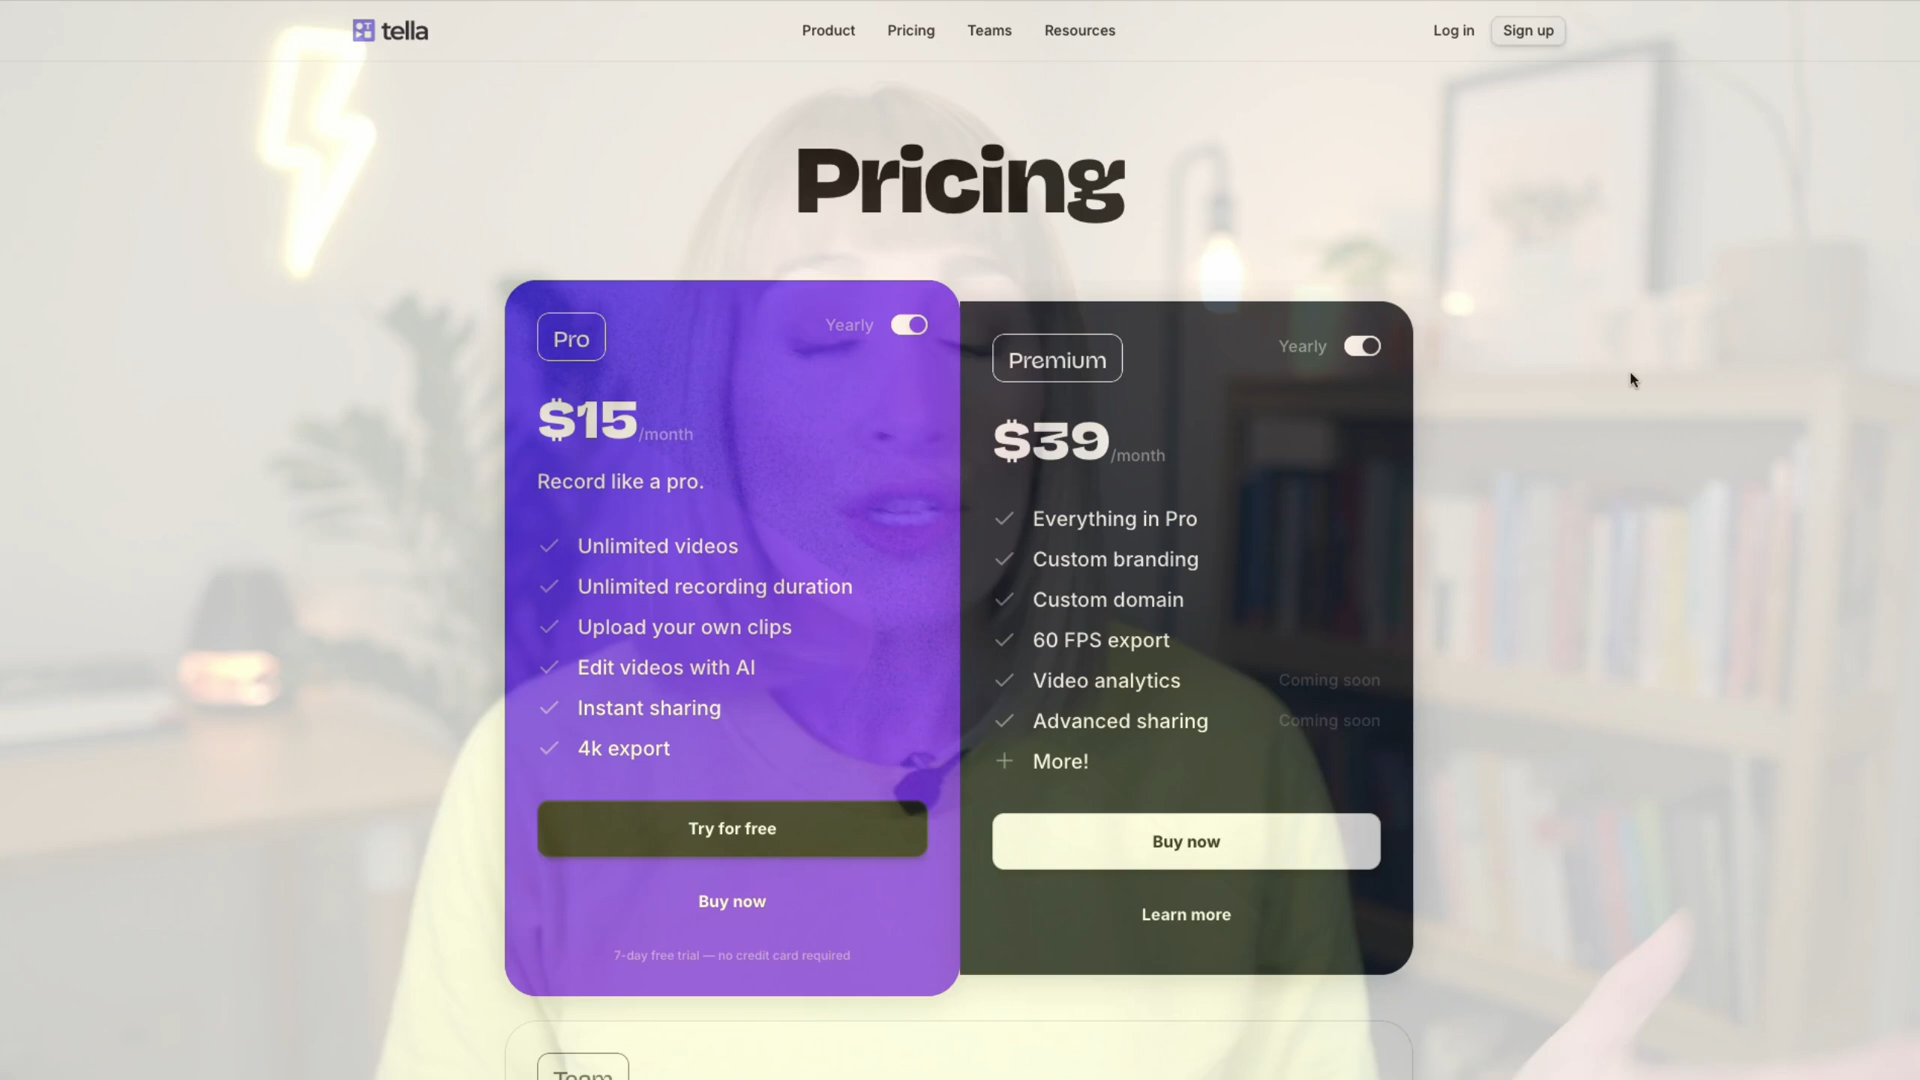 tella
Product
Pricing
Teams
Resources
Log in
Sign up
Pricing
Pro
Yearly
$15/month
Record like a pro.
Unlimited videos
Unlimited recording duration
Upload your own clips
Edit videos with AI
Instant sharing
4k export
Try for free
Buy now
7-day free trial — no credit card required
Premium
Yearly
$39/month
Everything in Pro
Custom branding
Custom domain
60 FPS export
Video analytics Coming soon
Advanced sharing Coming soon
More!
Buy now
Learn more
Team